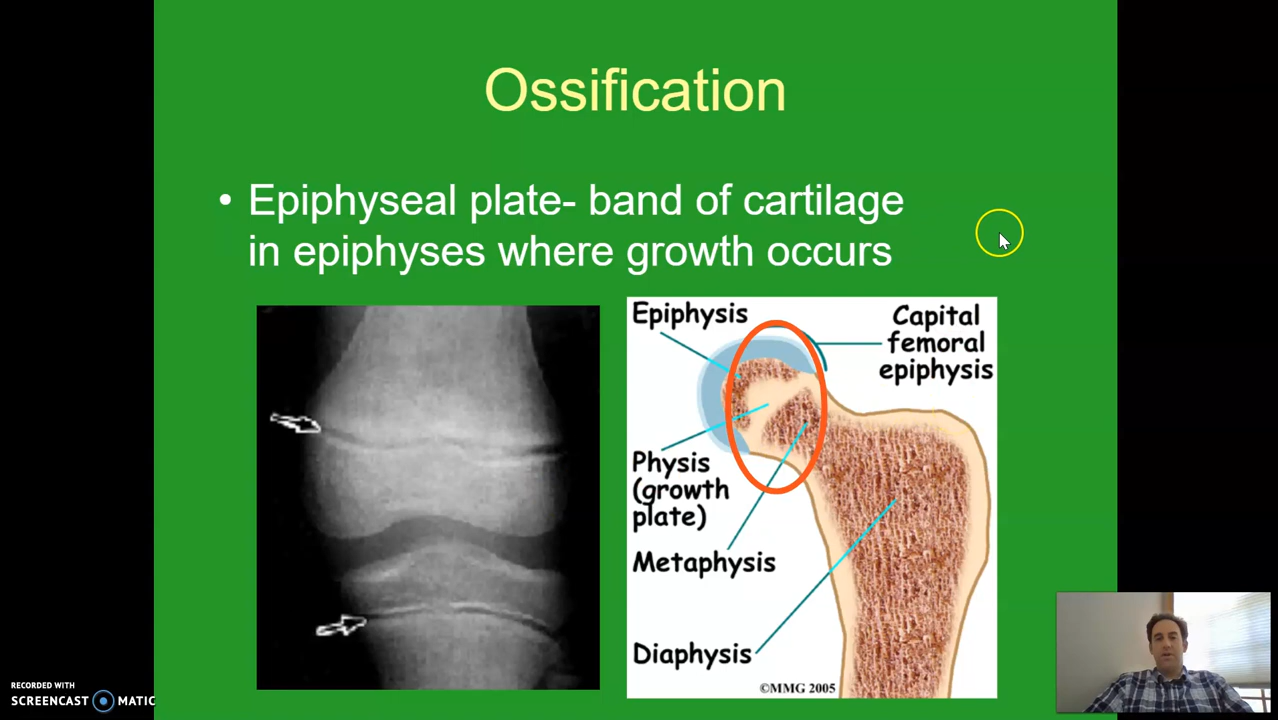 Ossification
• Epiphyseal plate- band of cartilage
in epiphyses where growth occurs
Epiphysis
Capital
femoral
epiphysis
Physis
(growth
plate)
Metaphysis
Diaphysis
©MMG 2005
RECORDED WITH
SCREENCAST MATIC